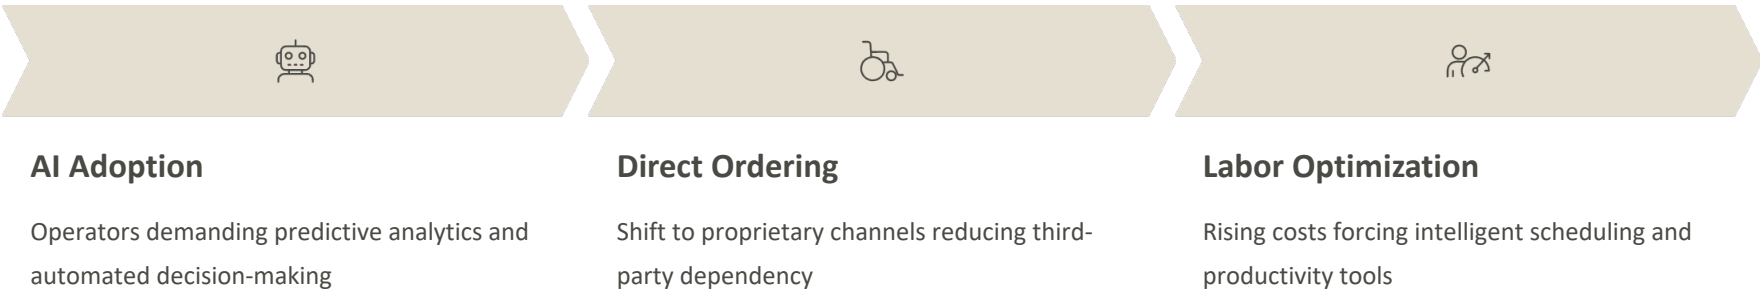 AI Adoption
Operators demanding predictive analytics and
automated decision-making
Direct Ordering
Shift to proprietary channels reducing third-
party dependency
Labor Optimization
Rising costs forcing intelligent scheduling and
productivity tools